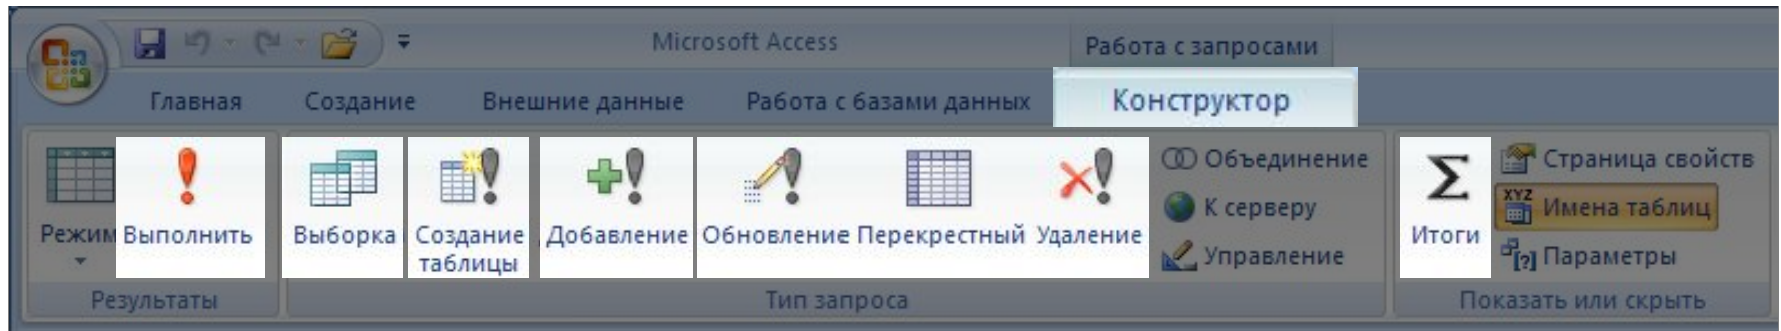 Microsoft Access
Работа с запросами
Главная
Создание
Внешние данные
Работа с базами данных
Конструктор
Режим
Выполнить
Выборка
Создание
таблицы
Добавление
Обновление
Перекрестный
Удаление
Объединение
К серверу
Управление
Итоги
XYZ
Страница свойств
Имена таблиц
[?]
Параметры
Результаты
Тип запроса
Показать или скрыть